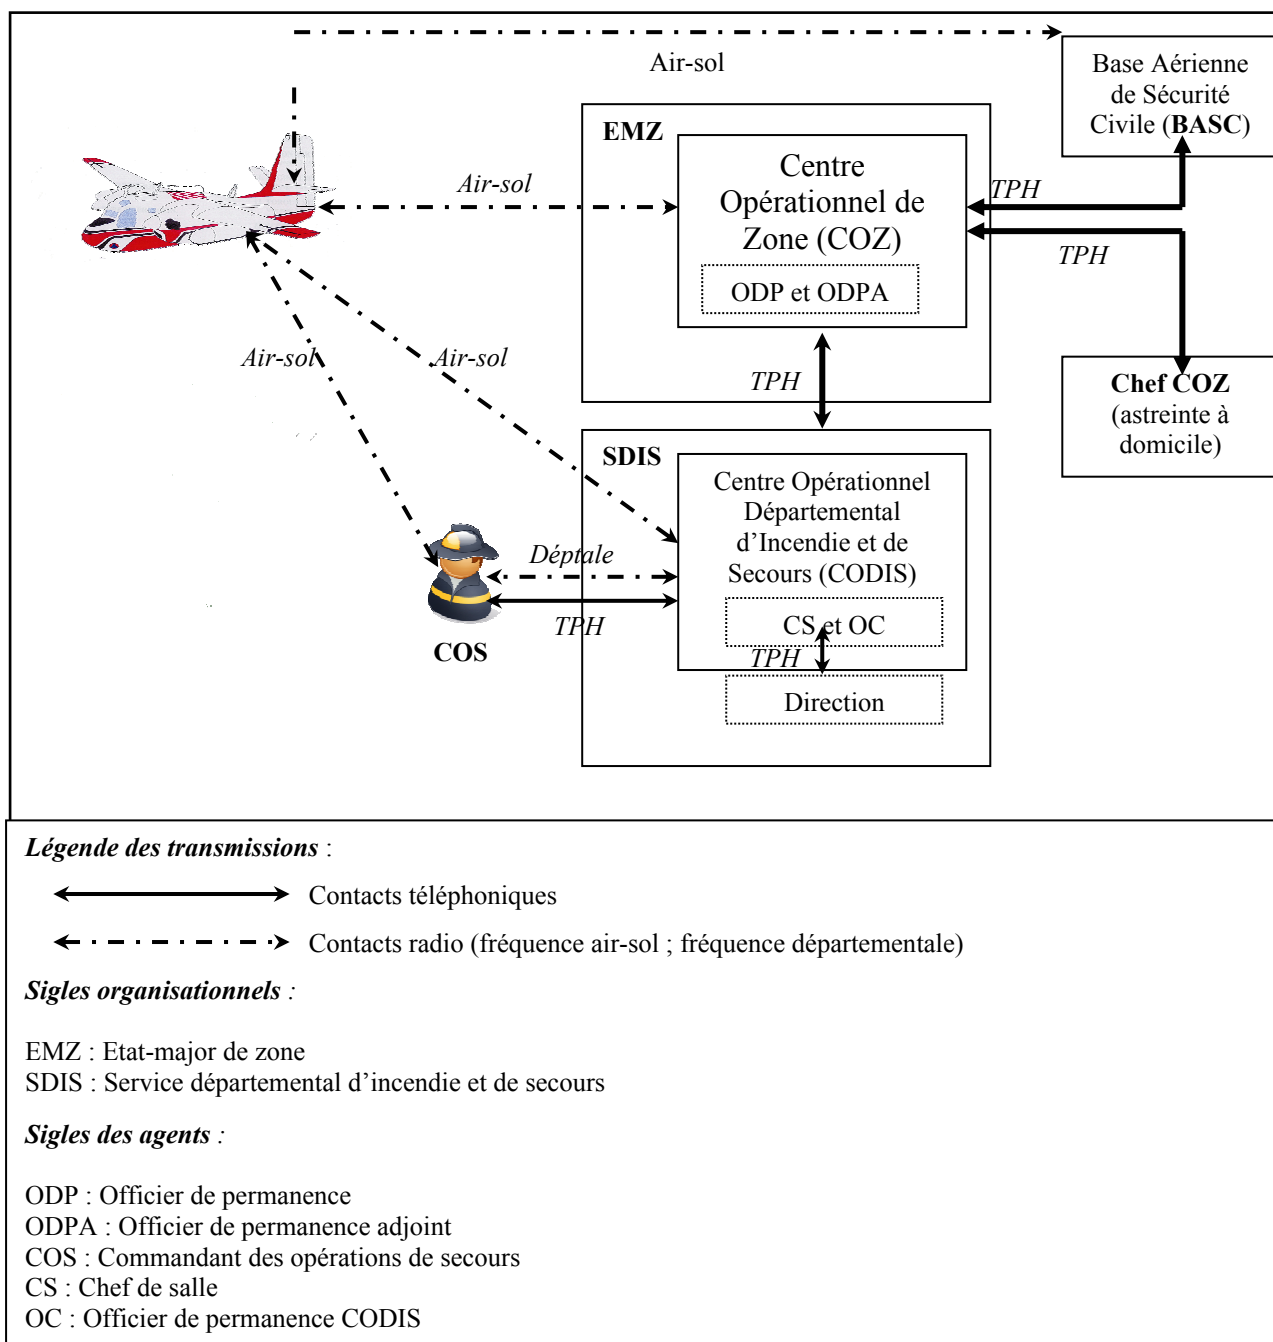 Air-sol
Base Aérienne
de Sécurité
Civile (BASC)
EMZ
Centre
Opérationnel de
Zone (COZ)
ODP et ODPA
Air-sol
TPH
TPH
Air-sol
Air-sol
TPH
Chef COZ
(astreinte à
domicile)
SDIS
Centre Opérationnel
Départemental
d’Incendie et de
Secours (CODIS)
CS et OC
TPH
Direction
Déptale
TPH
COS
Légende des transmissions :
Contacts téléphoniques
Contacts radio (fréquence air-sol ; fréquence départementale)
Sigles organisationnels :
EMZ : Etat-major de zone
SDIS : Service départemental d’incendie et de secours
Sigles des agents :
ODP : Officier de permanence
ODPA : Officier de permanence adjoint
COS : Commandant des opérations de secours
CS : Chef de salle
OC : Officier de permanence CODIS